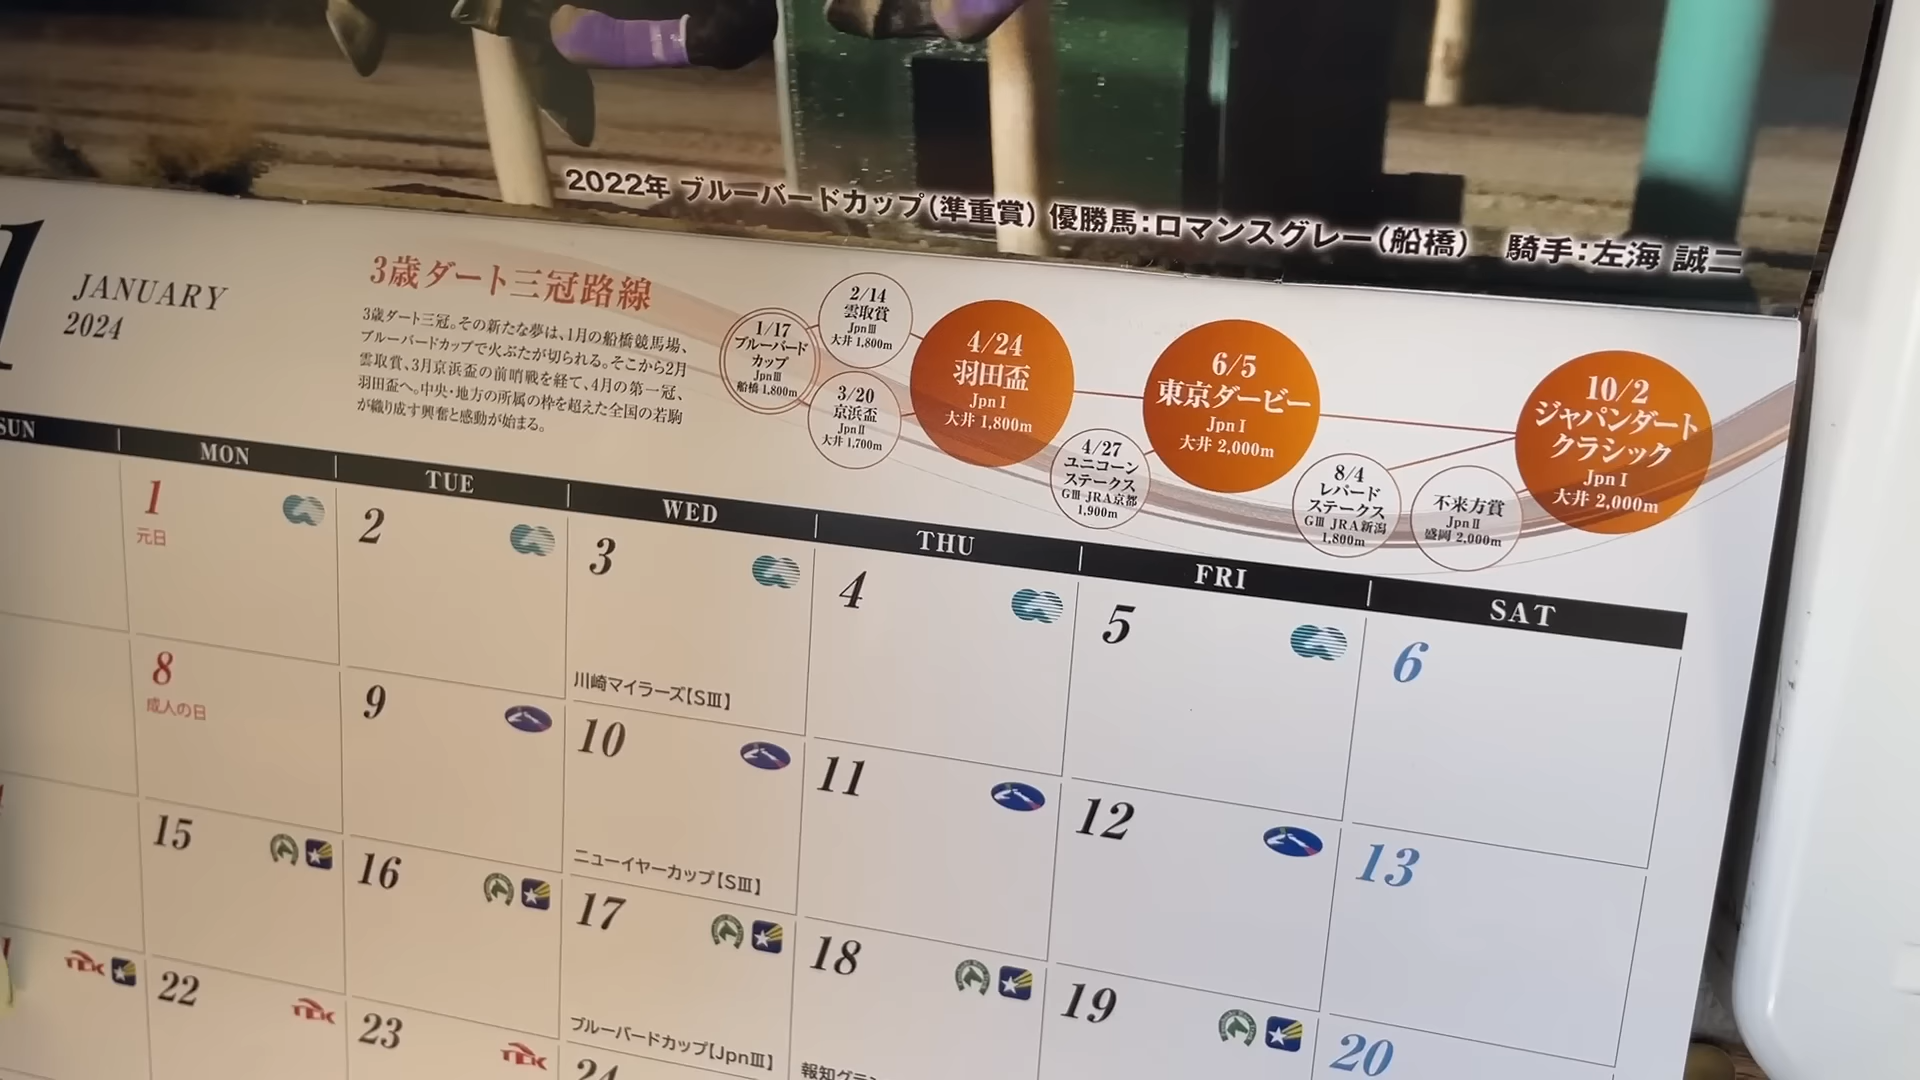 2022年 ブルーバードカップ（準重賞） 優勝馬：ロマンスグレー（船橋） 騎手：左海 誠二
1
JANUARY
2024
3歳ダート三冠路線
3歳ダート三冠。その新たな夢は、1月の船橋競馬場、
ブルーバードカップで火ぶたが切られる。そこから2月
雲取賞、3月京浜盃の前哨戦を経て、4月の第一冠、
羽田盃へ。中央・地方の所属の枠を超えた全国の若駒
が織り成す興奮と感動が始まる。
1/17
ブルーバード
カップ
JpnⅢ
船橋 1,800m
2/14
雲取賞
JpnⅢ
大井 1,800m
3/20
京浜盃
JpnⅡ
大井 1,700m
4/24
羽田盃
JpnⅠ
大井 1,800m
4/27
ユニコーン
ステークス
GⅢ JRA京都
1,900m
6/5
東京ダービー
JpnⅠ
大井 2,000m
8/4
レパード
ステークス
GⅢ JRA新潟
1,800m
不来方賞
JpnⅡ
盛岡 2,000m
10/2
ジャパンダート
クラシック
JpnⅠ
大井 2,000m
SUN MON TUE WED THU FRI SAT
1 2 3 4 5 6
元日
川崎マイラーズ【SⅢ】
8 9 10 11 12 13
成人の日
ニューイヤーカップ【SⅢ】
15 16 17 18 19 20
ブルーバードカップ【JpnⅢ】
報知グラン
TCK 22 TCK 23 TCK 24